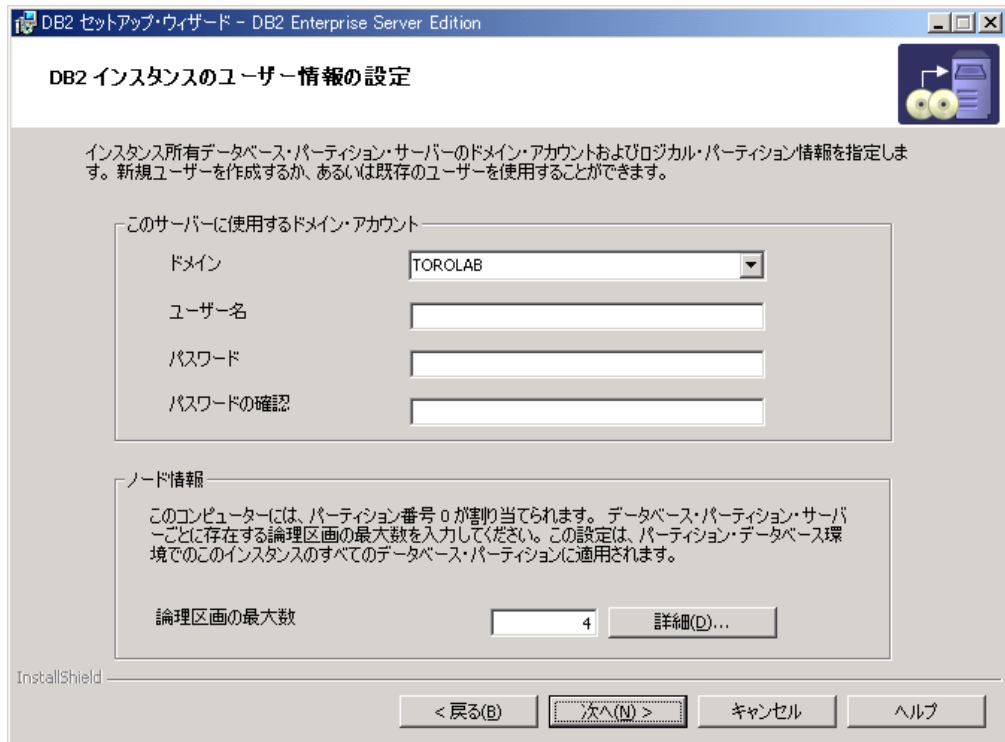 DB2 セットアップ・ウィザード - DB2 Enterprise Server Edition
DB2 インスタンスのユーザー情報の設定
インスタンス所有データベース・パーティション・サーバーのドメイン・アカウントおよびロジカル・パーティション情報を指定しま
す。新規ユーザーを作成するか、あるいは既存のユーザーを使用することができます。
このサーバーに使用するドメイン・アカウント
ドメイン
TOROLAB
ユーザー名
パスワード
パスワードの確認
ノード情報
このコンピューターには、パーティション番号 0 が割り当てられます。 データベース・パーティション・サーバ
ーごとに存在する論理区画の最大数を入力してください。この設定は、パーティション・データベース環
境でのこのインスタンスのすべてのデータベース・パーティションに適用されます。
論理区画の最大数
4
詳細(D)...
InstallShield
< 戻る(B)
次へ(N) >
キャンセル
ヘルプ